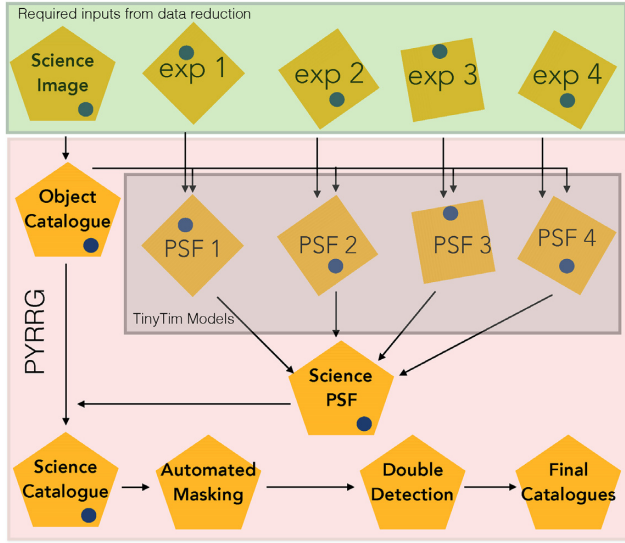 Required inputs from data reduction
Science
Image
exp 1
exp 2
exp 3
exp 4
Object
Catalogue
PSF 1
PSF 2
PSF 3
PSF 4
TinyTim Models
PYRRG
Science
PSF
Science
Catalogue
Automated
Masking
Double
Detection
Final
Catalogues